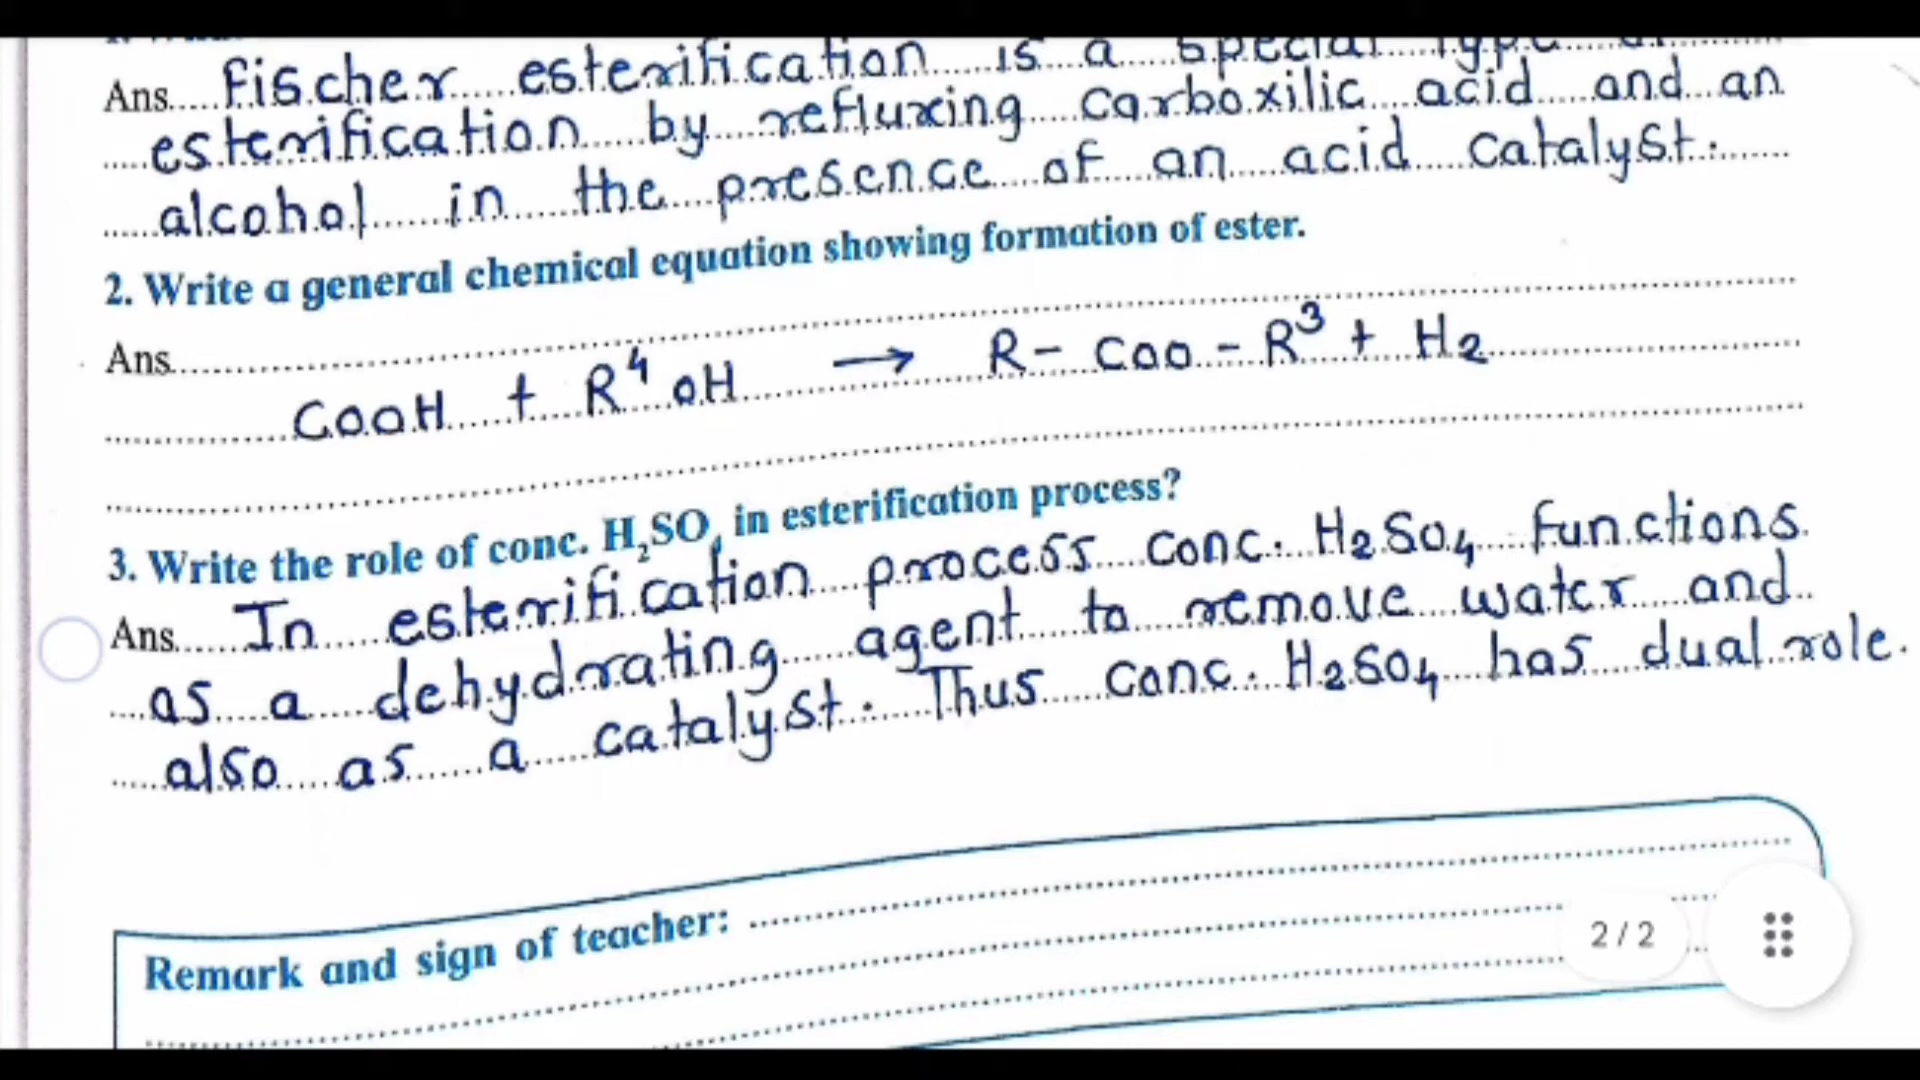 Ans. Fischer esterification is a special type of
esterification by refluxing carboxilic acid and an
alcohol in the presence of an acid catalyst.
2. Write a general chemical equation showing formation of ester.
Ans.
COOH + R⁴OH → R-COO-R³ + H₂
3. Write the role of conc. H₂SO₄ in esterification process?
Ans. In esterification process conc. H₂SO₄ functions
as a dehydrating agent to remove water and
also as a catalyst. Thus conc. H₂SO₄ has dual role.
Remark and sign of teacher:
2/2